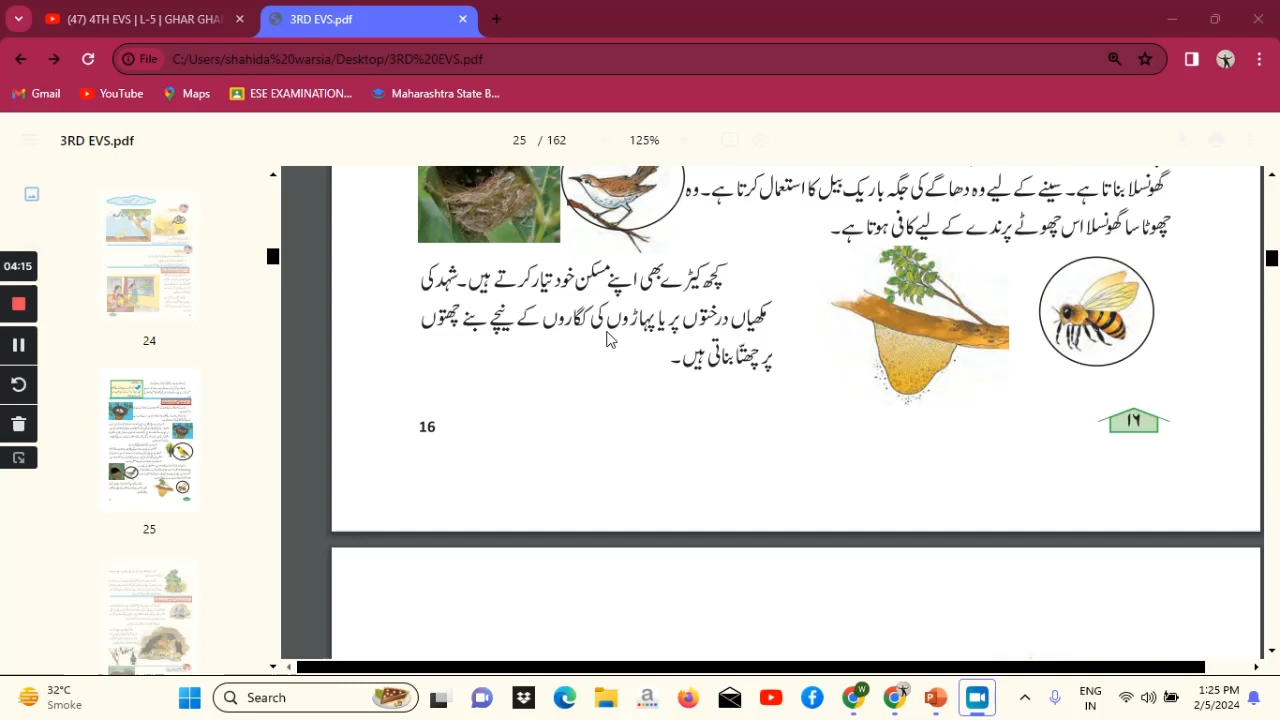 (47) 4TH EVS | L-5 | GHAR GHA
3RD EVS.pdf
File C:/Users/shahida%20warsia/Desktop/3RD%20EVS.pdf
Gmail YouTube Maps ESE EXAMINATION... Maharashtra State B...
3RD EVS.pdf 25 / 162 125%
گھونسلا بناتا ہے۔ سینے کے لیے وہ دھاگے کی جگہ باریک بیل کا استعمال کرتا ہے۔ وہ
چھوٹا سا گھونسلا اس چھوٹے پرندے کے لیے کافی ہوتا ہے۔
کچھ کیڑے بھی اپنے مسکن خود تیار کرتے ہیں۔ شہد کی
مکھیاں درختوں پر یا پہاڑوں کی کگاروں کے نیچے بنے چھتوں
پر چھتّا بناتی ہیں۔
16
۱۶
04:15
24
25
32°C
Smoke
Search
ENG
IN
1:25 PM
2/5/2024